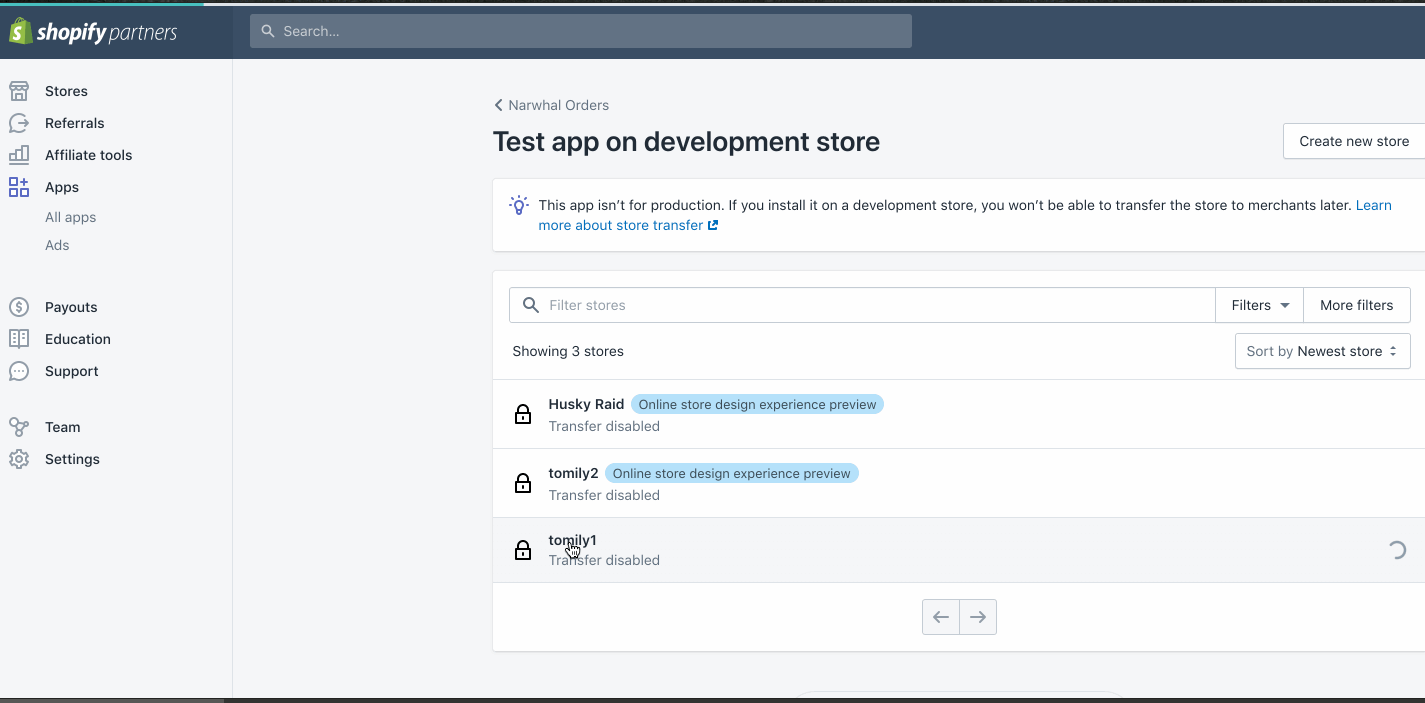 shopify partners
Search...
Stores
Referrals
Affiliate tools
Apps
All apps
Ads
Payouts
Education
Support
Team
Settings
Narwhal Orders
Test app on development store
Create new store
This app isn’t for production. If you install it on a development store, you won’t be able to transfer the store to merchants later. Learn
more about store transfer
Filter stores
Filters
More filters
Showing 3 stores
Sort by Newest store
Husky Raid Online store design experience preview
Transfer disabled
tomily2 Online store design experience preview
Transfer disabled
tomily1
Transfer disabled